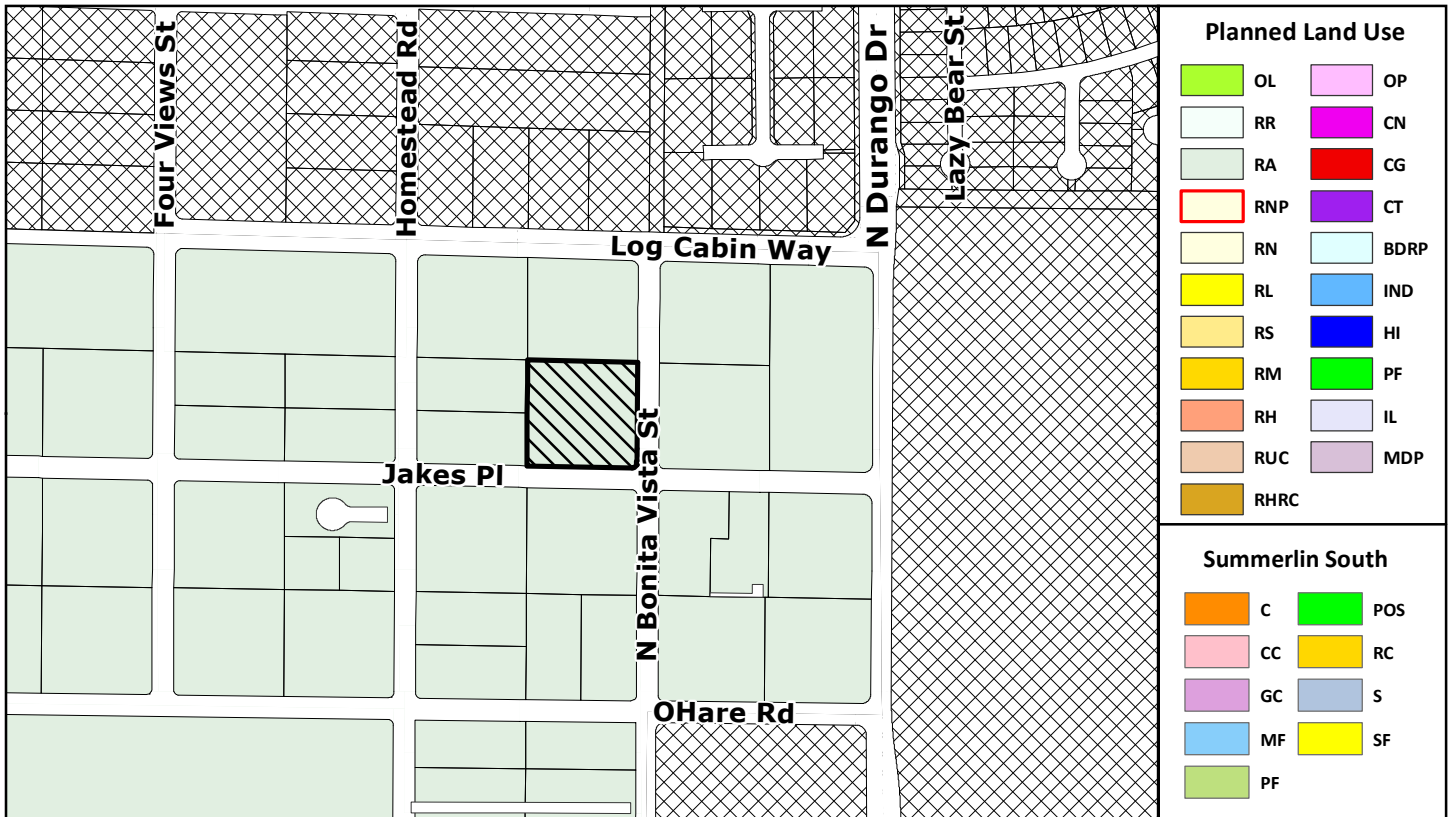 Four Views St
Homestead Rd
N Durango Dr
Lazy Bear St
Log Cabin Way
Jakes Pl
N Bonita Vista St
OHare Rd
Planned Land Use
OL
OP
RR
CN
RA
CG
RNP
CT
RN
BDRP
RL
IND
RS
HI
RM
PF
RH
IL
RUC
MDP
RHRC
Summerlin South
C
POS
CC
RC
GC
S
MF
SF
PF